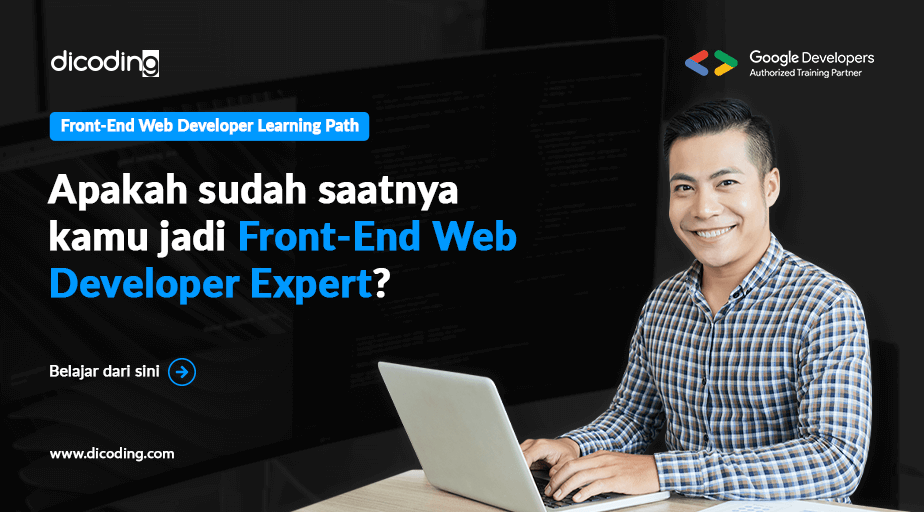 dicoding
Google Developers
Authorized Training Partner
Front-End Web Developer Learning Path
Apakah sudah saatnya
kamu jadi Front-End Web
Developer Expert?
Belajar dari sini
www.dicoding.com